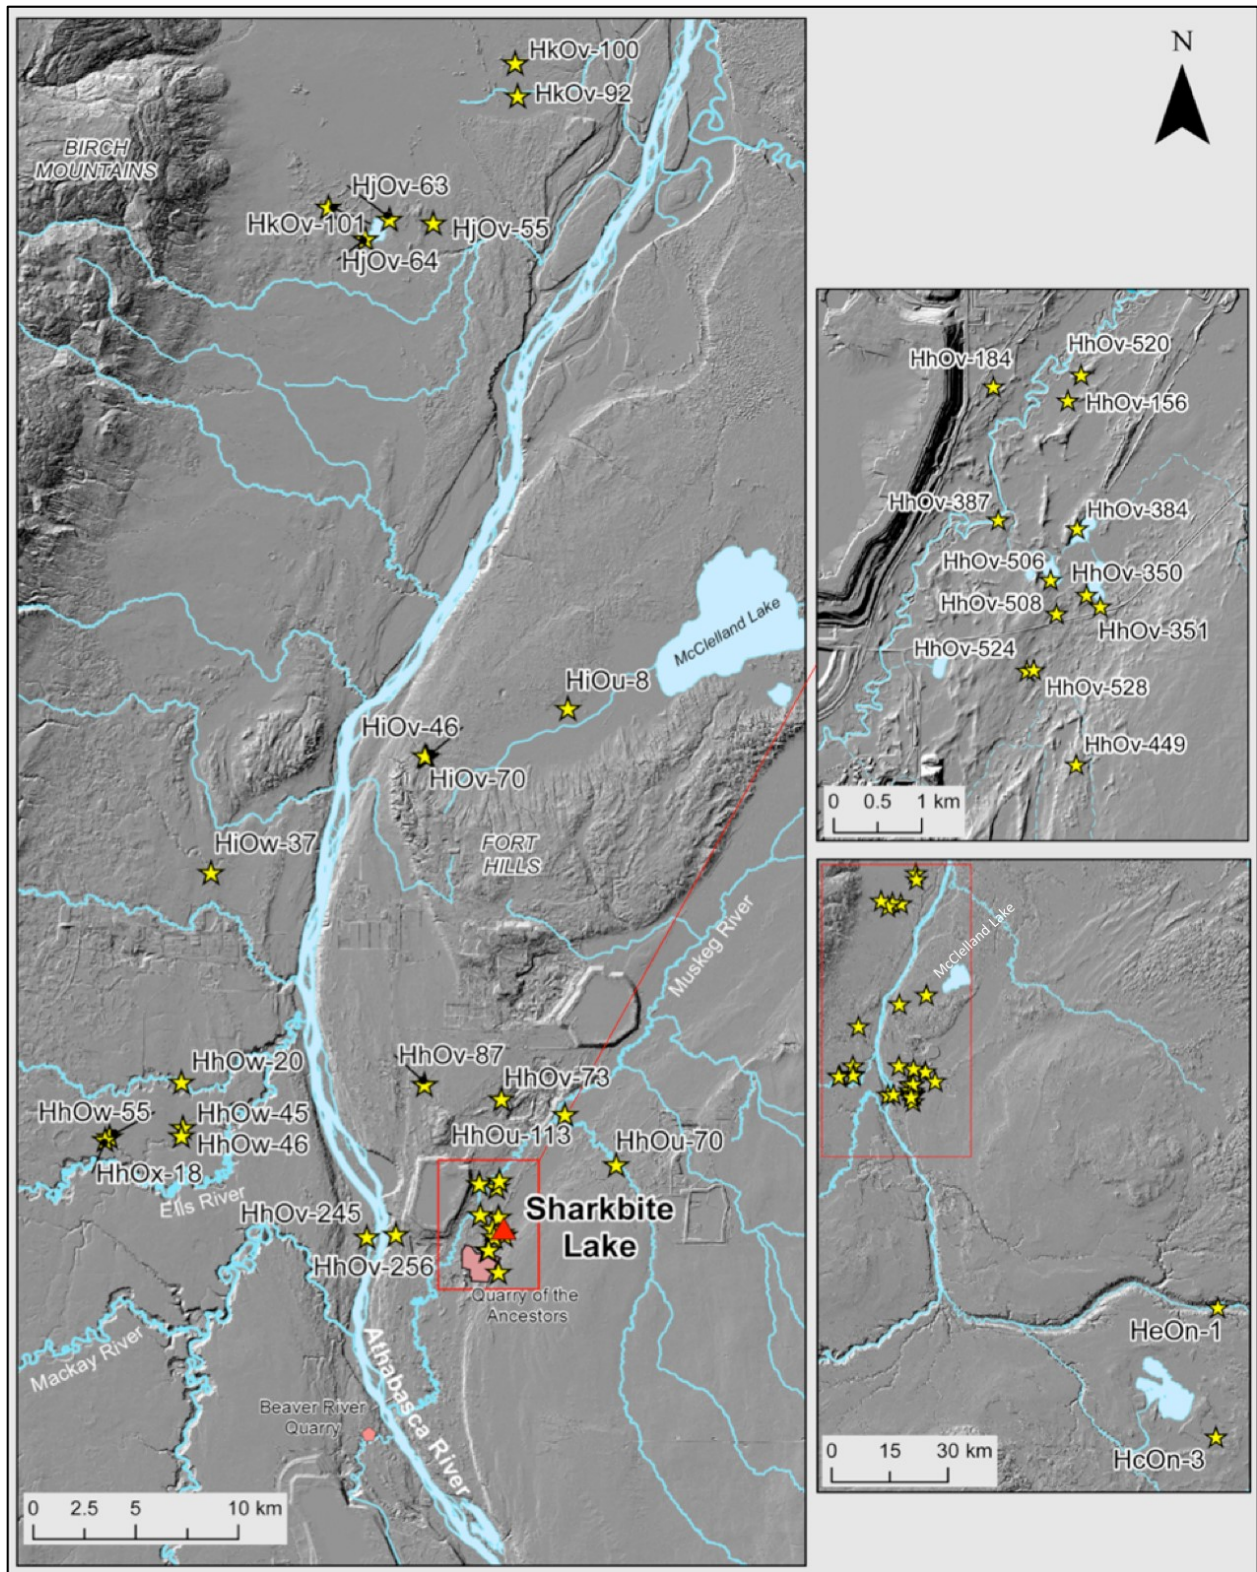 N
HkOv-100
HkOv-92
BIRCH
MOUNTAINS
HjOv-63
HkOv-101
HjOv-55
HjOv-64
McClelland Lake
HiOu-8
HiOv-46
HiOv-70
FORT
HILLS
HiOw-37
Muskeg River
HhOw-20
HhOv-87
HhOv-73
HhOw-55
HhOw-45
HhOu-113
HhOu-70
HhOw-46
HhOx-18
Ells River
HhOv-245
Sharkbite
Lake
HhOv-256
Quarry of the
Ancestors
Mackay River
Athabasca River
Beaver River
Quarry
0 2.5 5 10 km
HhOv-184
HhOv-520
HhOv-156
HhOv-387
HhOv-384
HhOv-506
HhOv-350
HhOv-508
HhOv-351
HhOv-524
HhOv-528
HhOv-449
0 0.5 1 km
McClelland Lake
HeOn-1
HcOn-3
0 15 30 km